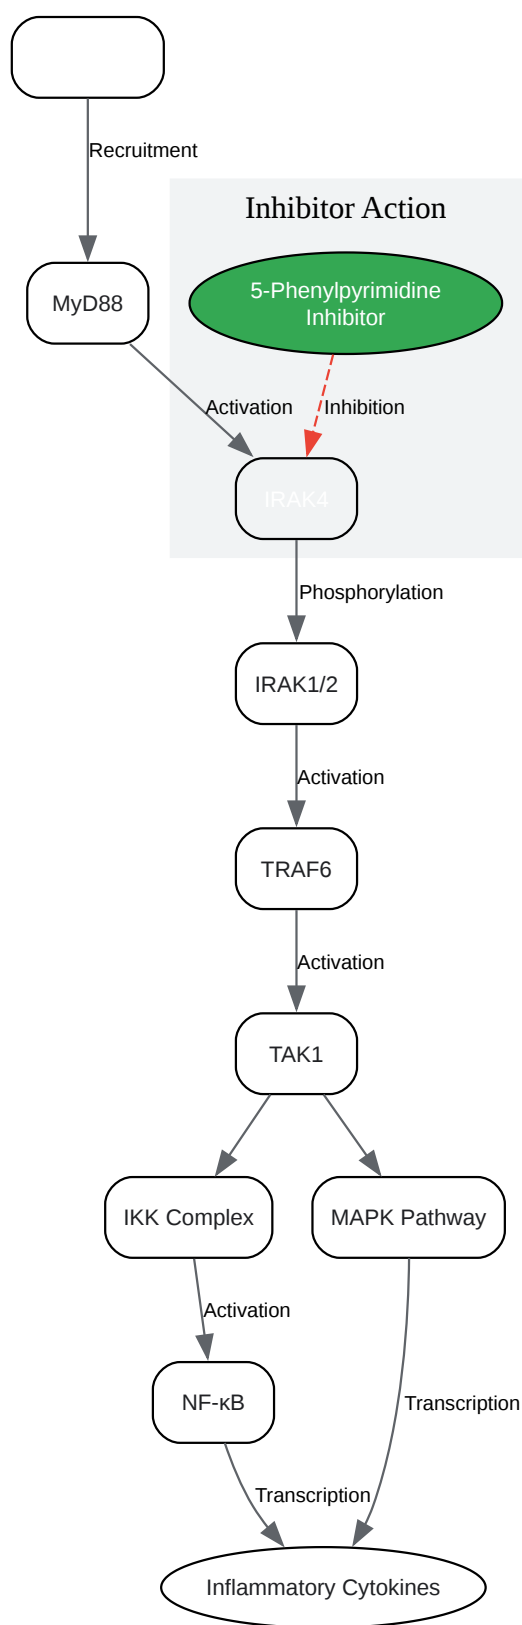 Recruitment
Inhibitor Action
MyD88
5-Phenylpyrimidine
Inhibitor
Activation
Inhibition
IRAK4
Phosphorylation
IRAK1/2
Activation
TRAF6
Activation
TAK1
IKK Complex
MAPK Pathway
Activation
NF-κB
Transcription
Transcription
Inflammatory Cytokines